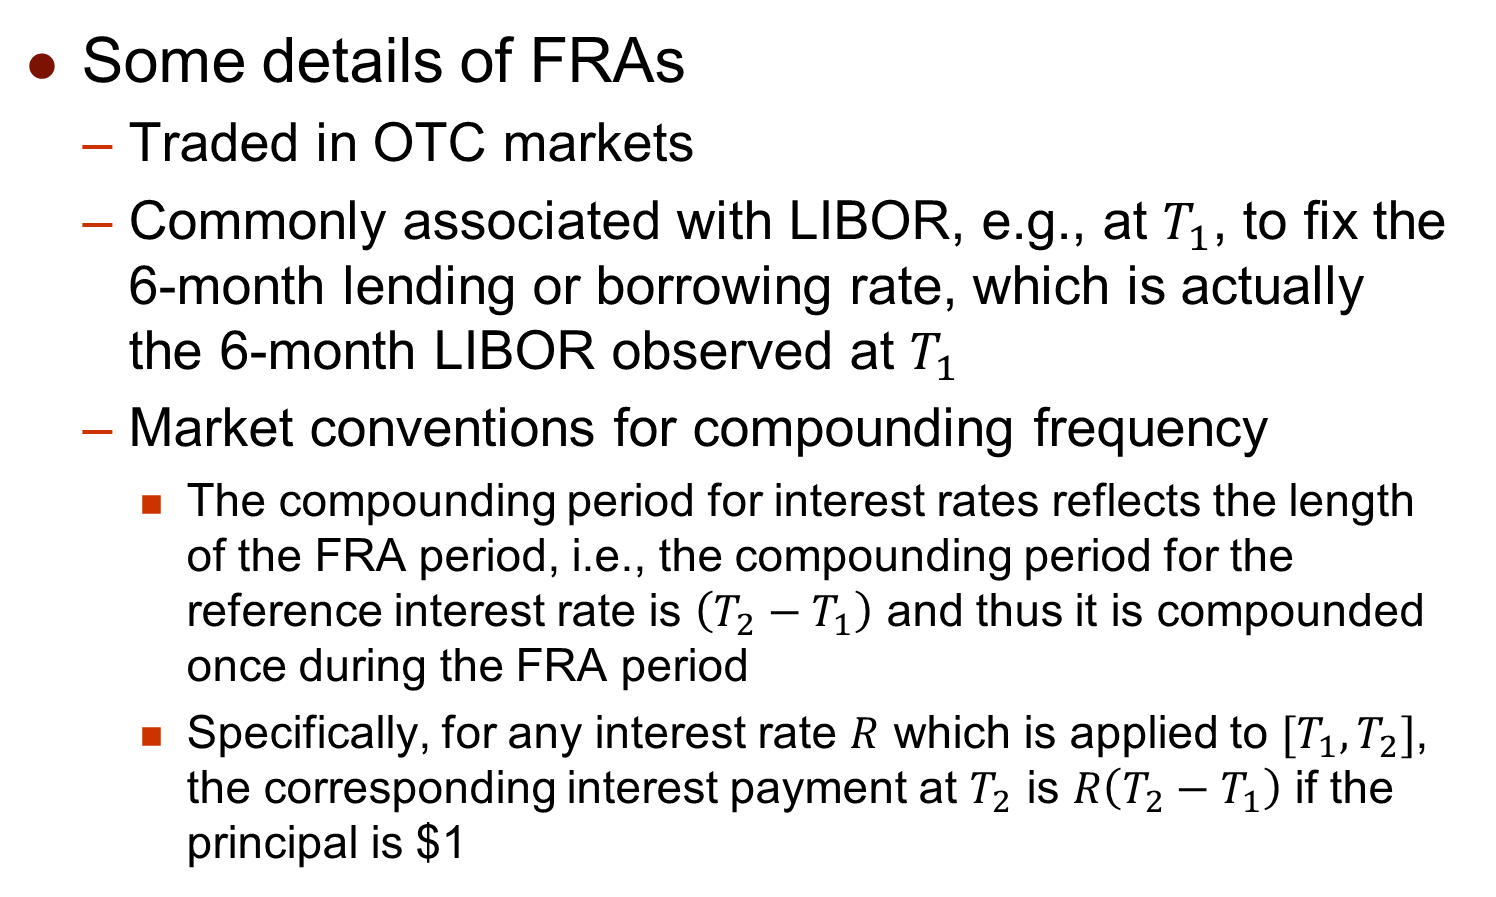 • Some details of FRAs
– Traded in OTC markets
– Commonly associated with LIBOR, e.g., at 𝑇₁, to fix the
6-month lending or borrowing rate, which is actually
the 6-month LIBOR observed at 𝑇₁
– Market conventions for compounding frequency
▪ The compounding period for interest rates reflects the length
of the FRA period, i.e., the compounding period for the
reference interest rate is (𝑇₂ − 𝑇₁) and thus it is compounded
once during the FRA period
▪ Specifically, for any interest rate 𝑅 which is applied to [𝑇₁, 𝑇₂],
the corresponding interest payment at 𝑇₂ is 𝑅(𝑇₂ − 𝑇₁) if the
principal is $1